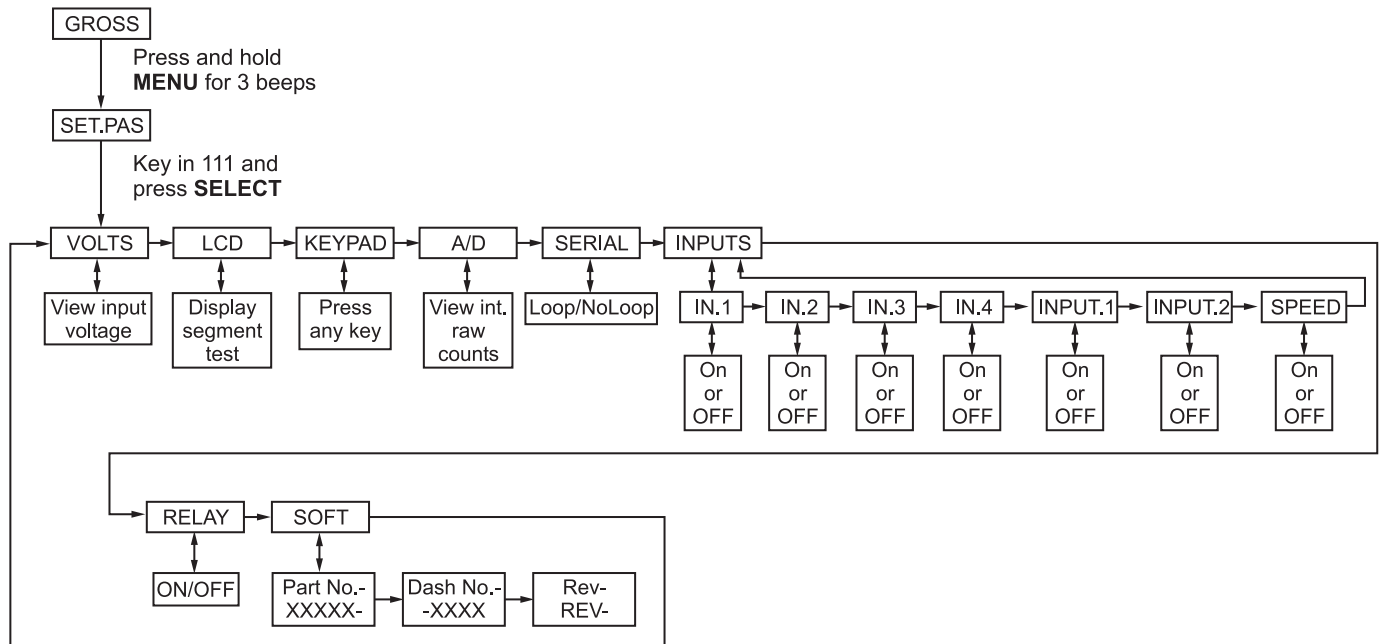 GROSS
Press and hold
MENU for 3 beeps
SET.PAS
Key in 111 and
press SELECT
VOLTS
LCD
KEYPAD
A/D
SERIAL
INPUTS
View input
voltage
Display
segment
test
Press
any key
View int.
raw
counts
Loop/NoLoop
IN.1
IN.2
IN.3
IN.4
INPUT.1
INPUT.2
SPEED
On
or
OFF
On
or
OFF
On
or
OFF
On
or
OFF
On
or
OFF
On
or
OFF
On
or
OFF
RELAY
SOFT
ON/OFF
Part No.-
XXXXX-
Dash No.-
-XXXX
Rev-
REV-